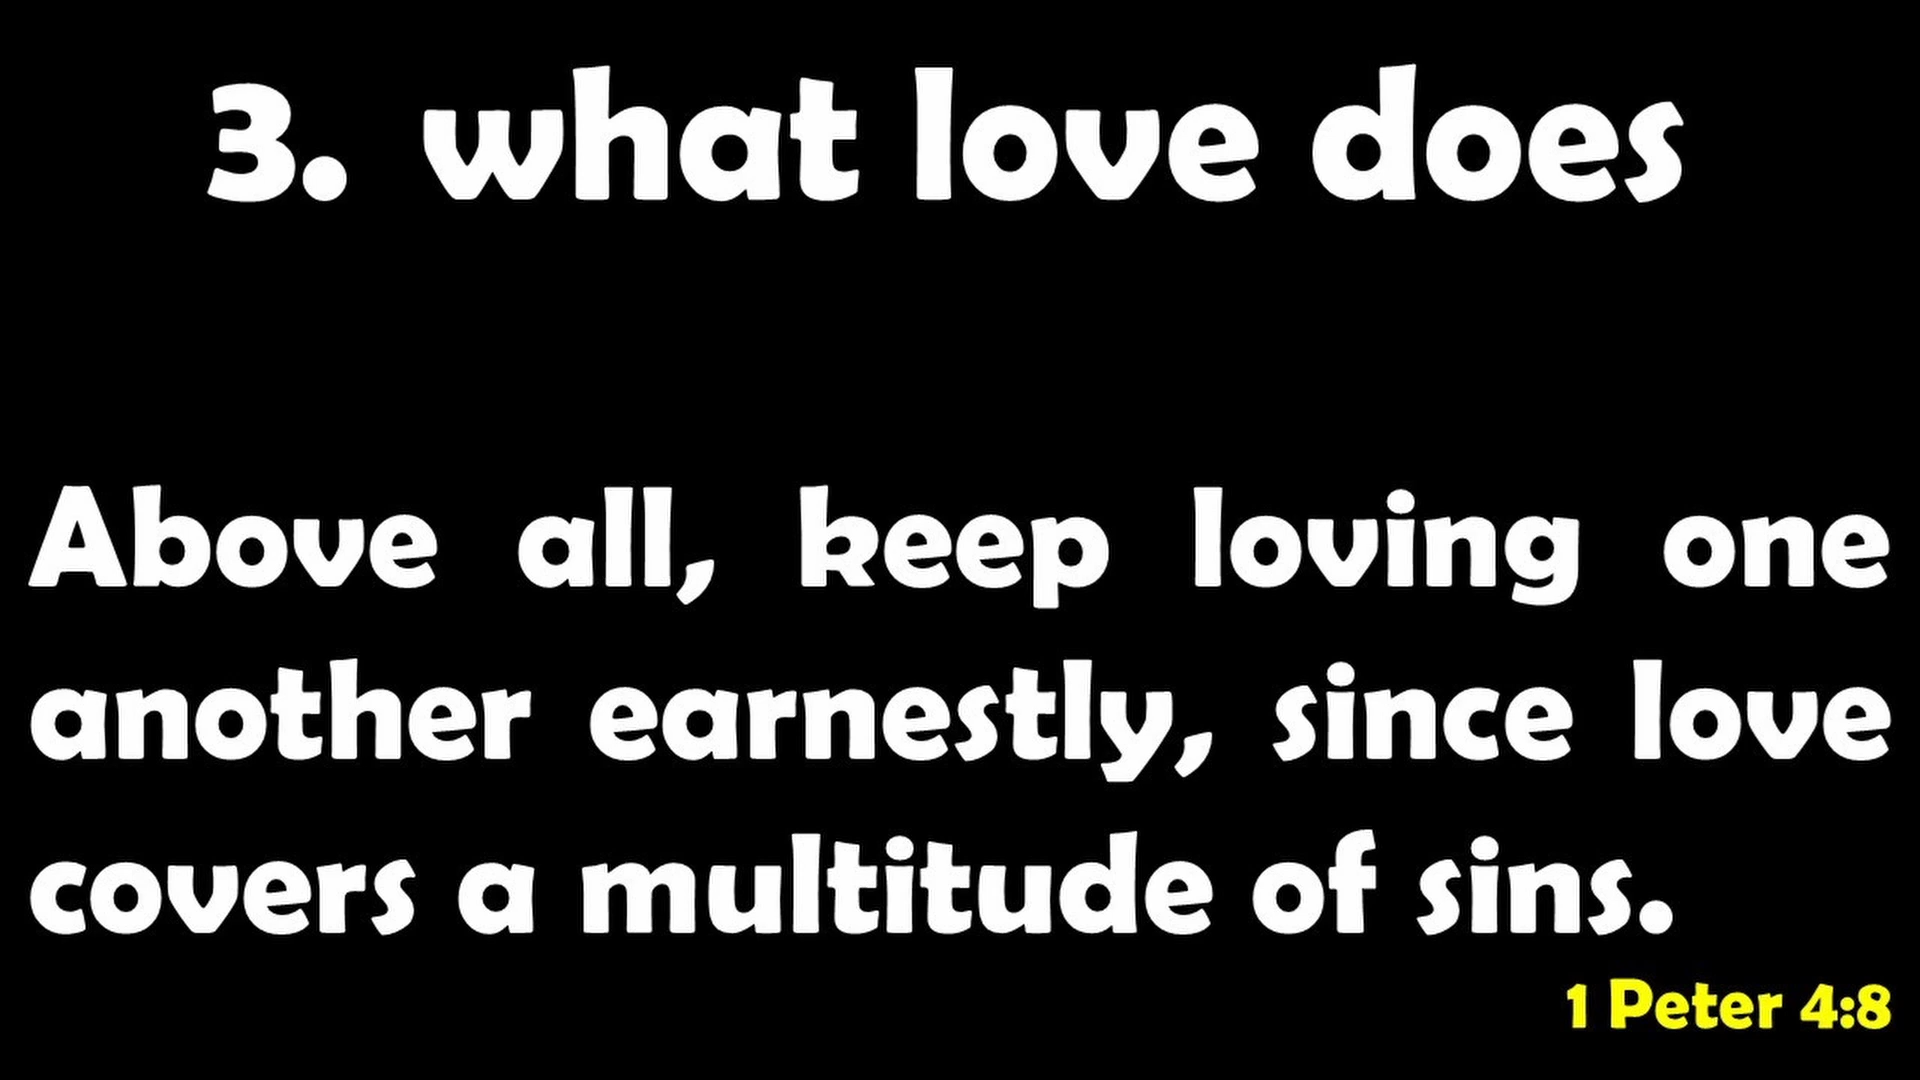 3. what love does
Above all, keep loving one
another earnestly, since love
covers a multitude of sins.
1 Peter 4:8